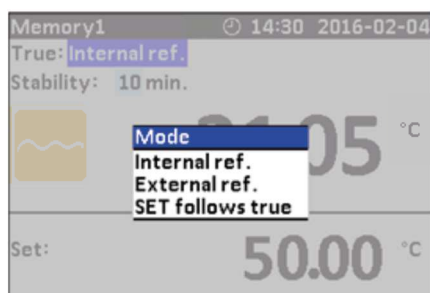 Memory1 14:30 2016-02-04
True: Internal ref.
Stability: 10 min.
.05 °C
Mode
Internal ref.
External ref.
SET follows true
Set: 50.00 °C